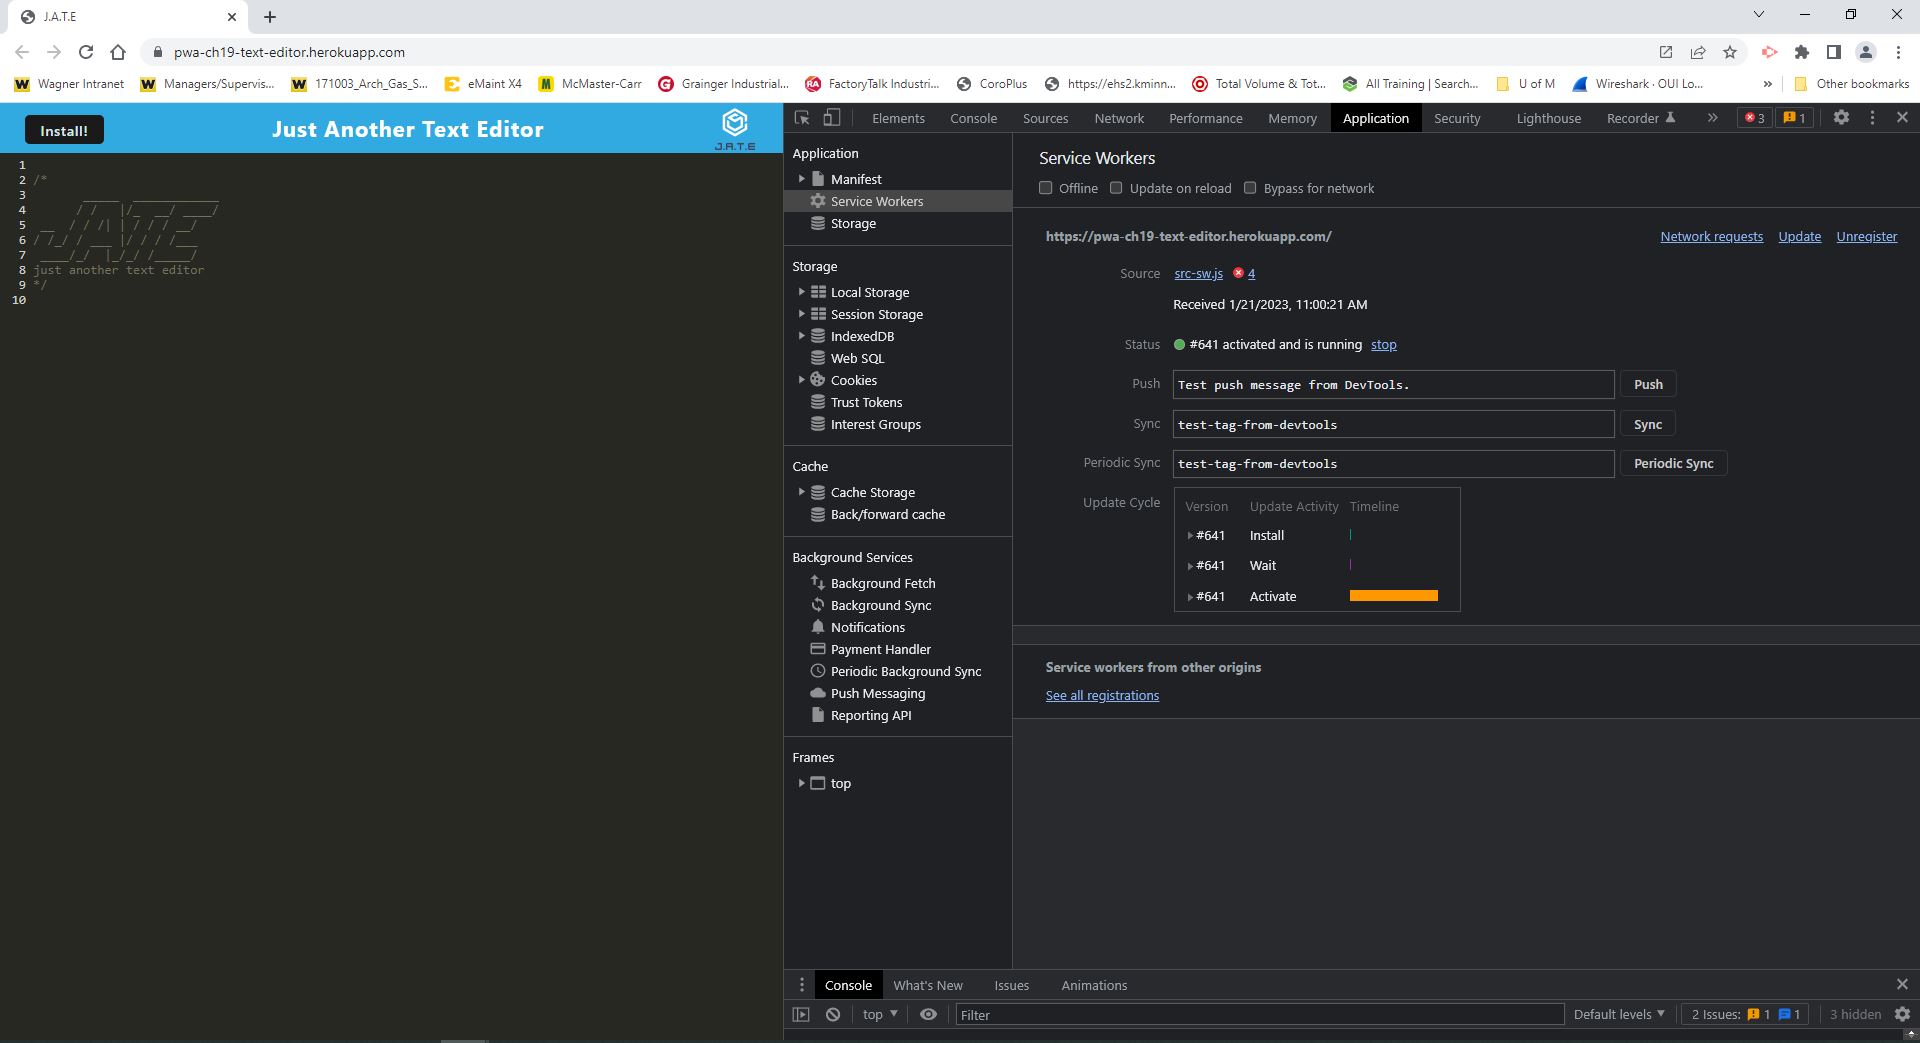 J.A.T.E
pwa-ch19-text-editor.herokuapp.com
Wagner Intranet Managers/Supervis... 171003_Arch_Gas_S... eMaint X4 McMaster-Carr Grainger Industrial... FactoryTalk Industri... CoroPlus https://ehs2.kminn... Total Volume & Tot... All Training | Search... U of M Wireshark · OUI Lo... » Other bookmarks
Install! Just Another Text Editor J.A.T.E
1
2 /*
3 _____ ____________
4 / / |/_ __/ ____/
5 __ / / /| | / / / __/
6 / /_/ / ___ |/ / / /___
7 ____/_/ |_/_/ /_____/
8 just another text editor
9 */
10
Elements Console Sources Network Performance Memory Application Security Lighthouse Recorder » 3 1
Application
Manifest
Service Workers
Storage
Storage
Local Storage
Session Storage
IndexedDB
Web SQL
Cookies
Trust Tokens
Interest Groups
Cache
Cache Storage
Back/forward cache
Background Services
Background Fetch
Background Sync
Notifications
Payment Handler
Periodic Background Sync
Push Messaging
Reporting API
Frames
top
Service Workers
Offline Update on reload Bypass for network
https://pwa-ch19-text-editor.herokuapp.com/ Network requests Update Unregister
Source src-sw.js 4
Received 1/21/2023, 11:00:21 AM
Status #641 activated and is running stop
Push Test push message from DevTools. Push
Sync test-tag-from-devtools Sync
Periodic Sync test-tag-from-devtools Periodic Sync
Update Cycle Version Update Activity Timeline
#641 Install
#641 Wait
#641 Activate
Service workers from other origins
See all registrations
Console What's New Issues Animations
top Filter Default levels 2 Issues: 1 1 3 hidden